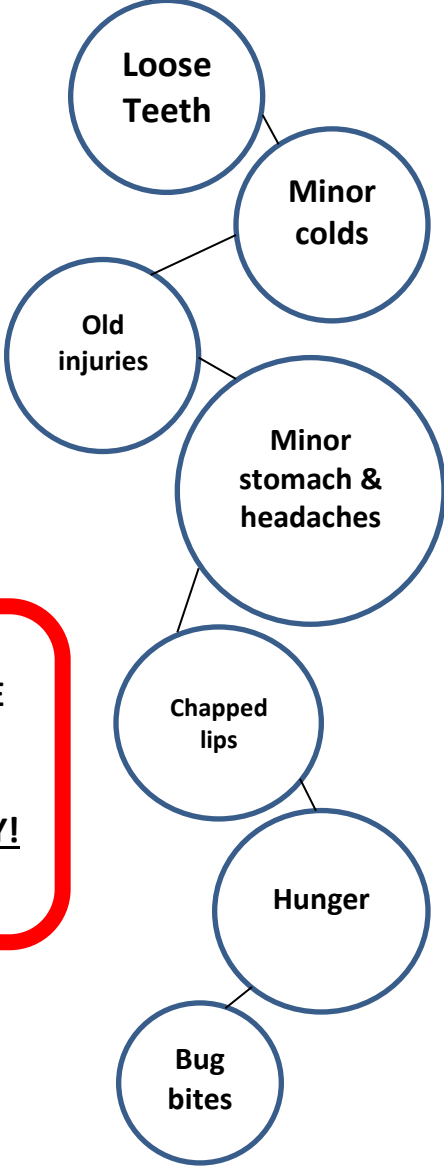 Loose
Teeth
Minor
colds
Old
injuries
Minor
stomach &
headaches
Chapped
lips
Hunger
Bug
bites